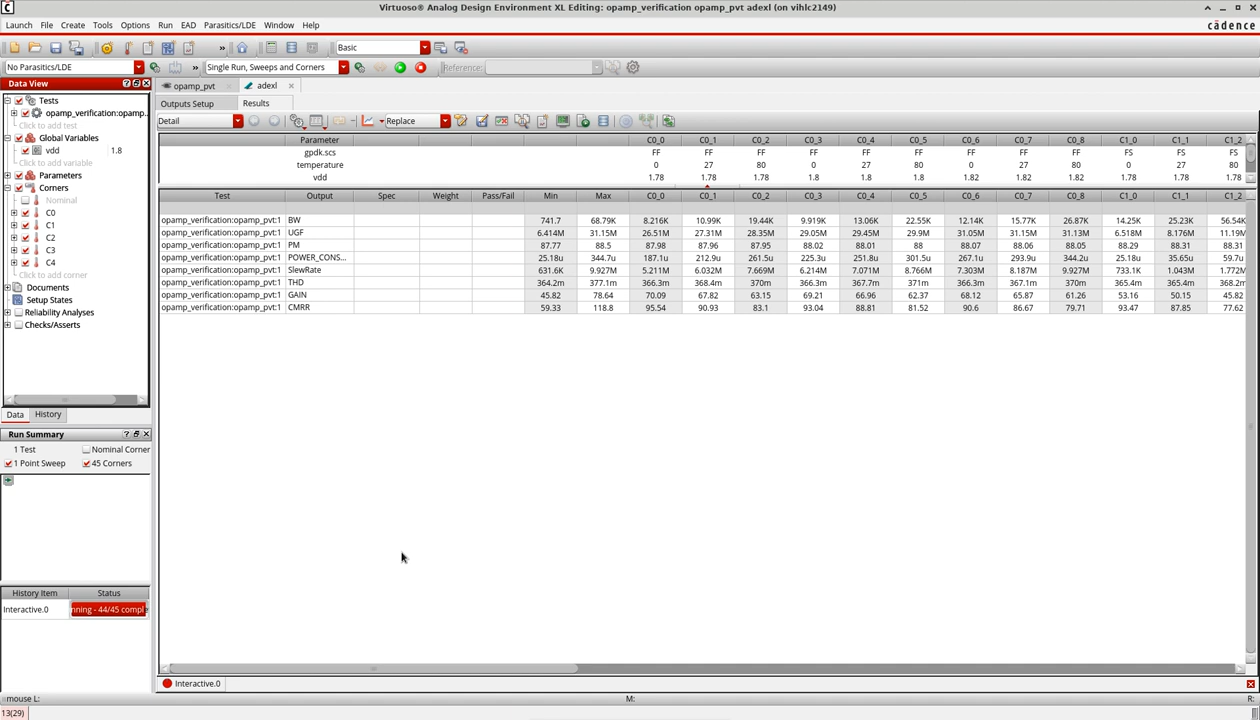 Virtuoso® Analog Design Environment XL Editing: opamp_verification opamp_pvt adexl (on vihlc2149)
Launch File Create Tools Options Run EAD Parasitics/LDE Window Help
cādence
» Basic
No Parasitics/LDE » Single Run, Sweeps and Corners Reference:
Data View
Tests
opamp_verification:opamp..
Click to add test
Global Variables
vdd 1.8
Click to add variable
Parameters
Corners
Nominal
C0
C1
C2
C3
C4
Click to add corner
Documents
Setup States
Reliability Analyses
Checks/Asserts
Data History
Run Summary
1 Test Nominal Corner
1 Point Sweep 45 Corners
History Item Status
Interactive.0 nning - 44/45 comple
opamp_pvt adexl
Outputs Setup Results
Detail Replace
Parameter C0_0 C0_1 C0_2 C0_3 C0_4 C0_5 C0_6 C0_7 C0_8 C1_0 C1_1 C1_2
gpdk.scs FF FF FF FF FF FF FF FF FF FS FS FS
temperature 0 27 80 0 27 80 0 27 80 0 27 80
vdd 1.78 1.78 1.78 1.8 1.8 1.8 1.82 1.82 1.82 1.78 1.78 1.78
Test Output Spec Weight Pass/Fail Min Max C0_0 C0_1 C0_2 C0_3 C0_4 C0_5 C0_6 C0_7 C0_8 C1_0 C1_1 C1_2
opamp_verification:opamp_pvt:1 BW 741.7 68.79K 8.216K 10.99K 19.44K 9.919K 13.06K 22.55K 12.14K 15.77K 26.87K 14.25K 25.23K 56.54K
opamp_verification:opamp_pvt:1 UGF 6.414M 31.15M 26.51M 27.31M 28.35M 29.05M 29.45M 29.9M 31.05M 31.15M 31.13M 6.518M 8.176M 11.19M
opamp_verification:opamp_pvt:1 PM 87.77 88.5 87.98 87.96 87.95 88.02 88.01 88 88.07 88.06 88.05 88.29 88.31 88.31
opamp_verification:opamp_pvt:1 POWER_CONS... 25.18u 344.7u 187.1u 212.9u 261.5u 225.3u 251.8u 301.5u 267.1u 293.9u 344.2u 25.18u 35.65u 59.7u
opamp_verification:opamp_pvt:1 SlewRate 631.6K 9.927M 5.211M 6.032M 7.669M 6.214M 7.071M 8.766M 7.303M 8.187M 9.927M 733.1K 1.043M 1.772M
opamp_verification:opamp_pvt:1 THD 364.2m 377.1m 366.3m 368.4m 370m 366.3m 367.7m 371m 366.3m 367.1m 370m 365.4m 365.4m 368.2m
opamp_verification:opamp_pvt:1 GAIN 45.82 78.64 70.09 67.82 63.15 69.21 66.96 62.37 68.12 65.87 61.26 53.16 50.15 45.82
opamp_verification:opamp_pvt:1 CMRR 59.33 118.8 95.54 90.93 83.1 93.04 88.81 81.52 90.6 86.67 79.71 93.47 87.85 77.62
Interactive.0
mouse L: M: R:
13(29)